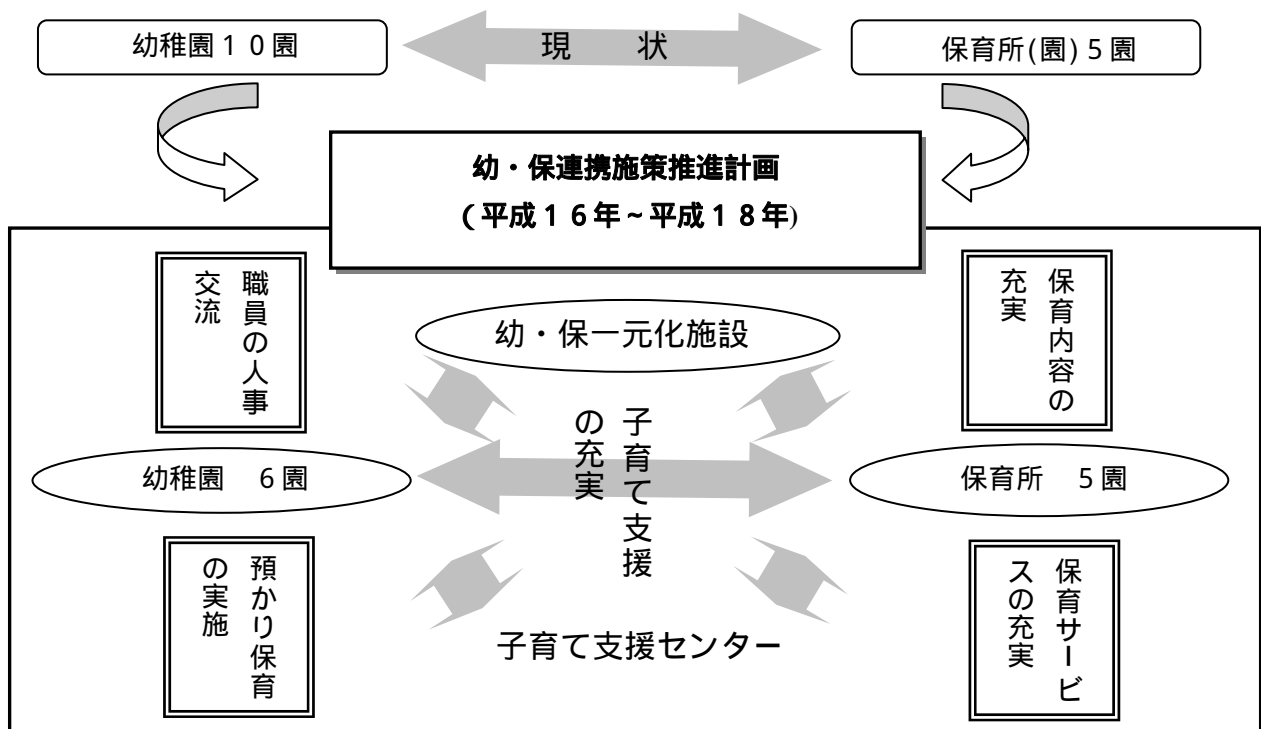 幼稚園１０園
現　状
保育所(園)５園
幼・保連携施策推進計画
(平成１６年~平成１８年)
職員の人事
交流
幼・保一元化施設
保育内容の
充実
子育て支援
の充実
幼稚園　６園
保育所　５園
預かり保育
の実施
子育て支援センター
保育サービ
スの充実